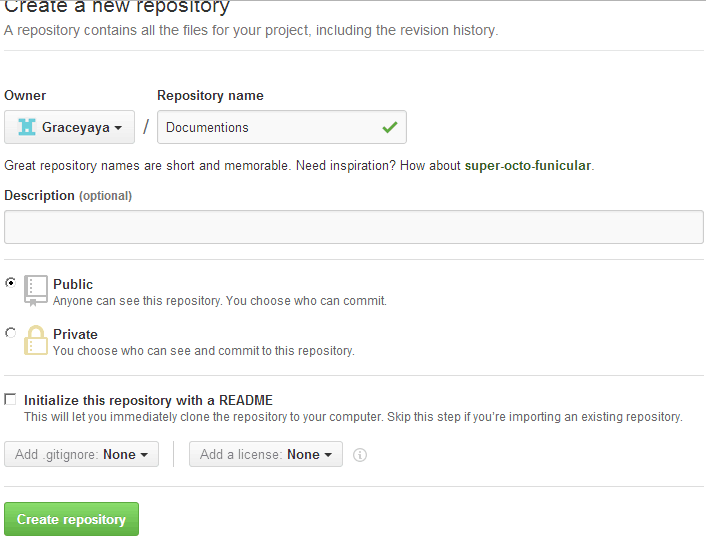 Create a new repository
A repository contains all the files for your project, including the revision history.
Owner
Repository name
Graceyaya
/
Documentions
Great repository names are short and memorable. Need inspiration? How about super-octo-funicular.
Description (optional)
Public
Anyone can see this repository. You choose who can commit.
Private
You choose who can see and commit to this repository.
Initialize this repository with a README
This will let you immediately clone the repository to your computer. Skip this step if you’re importing an existing repository.
Add .gitignore: None
Add a license: None
Create repository